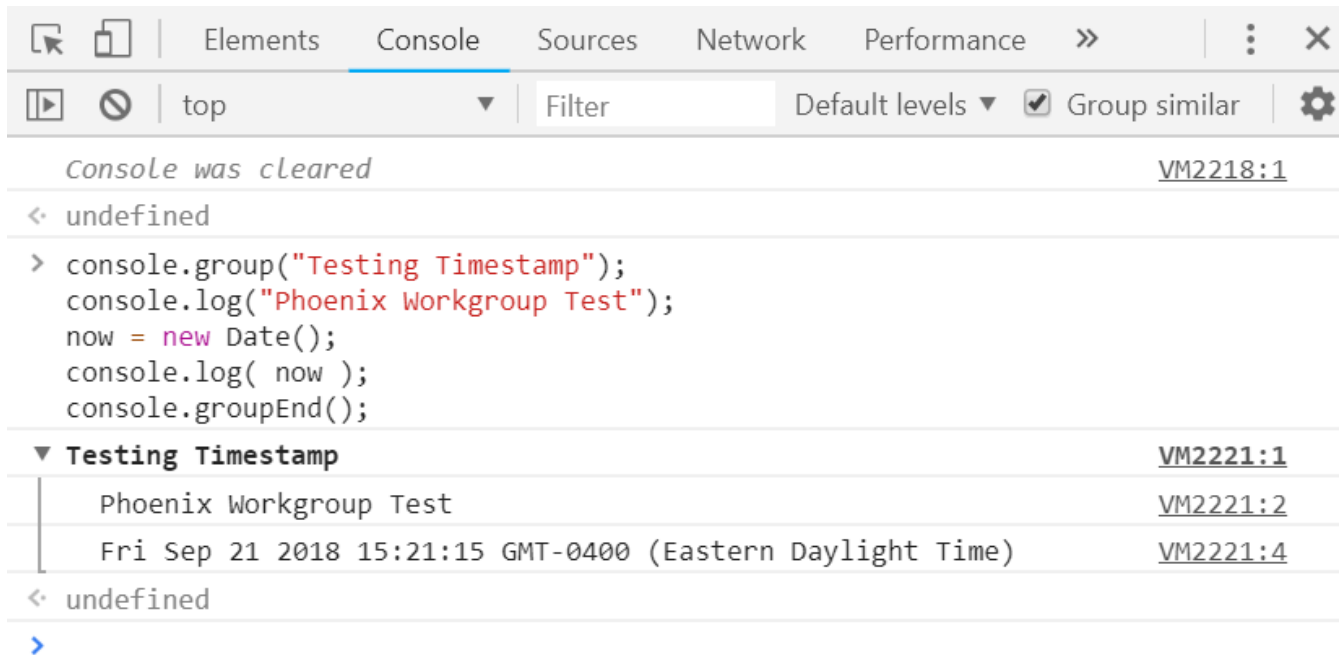 Elements Console Sources Network Performance »
top ▼ Filter Default levels ▼ Group similar
Console was cleared VM2218:1
undefined
> console.group("Testing Timestamp");
console.log("Phoenix Workgroup Test");
now = new Date();
console.log( now );
console.groupEnd();
▼ Testing Timestamp VM2221:1
Phoenix Workgroup Test VM2221:2
Fri Sep 21 2018 15:21:15 GMT-0400 (Eastern Daylight Time) VM2221:4
undefined
>